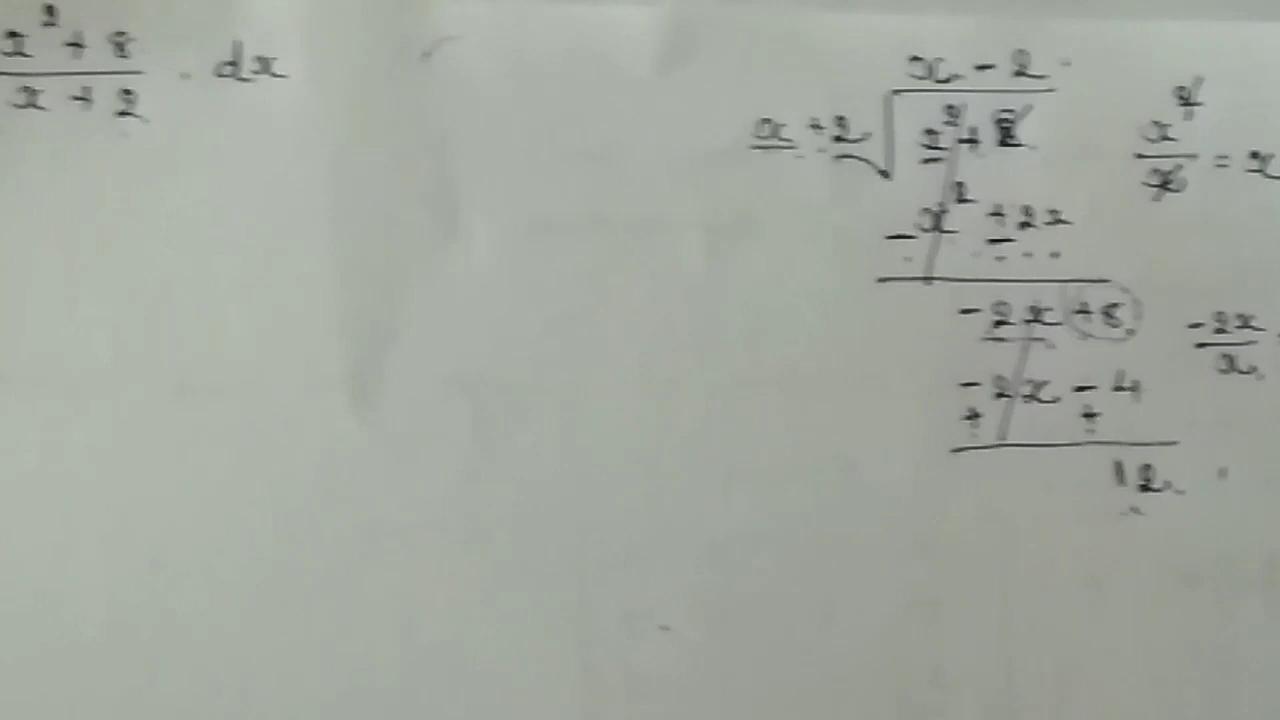 x² + 8
x + 2 . dx
x - 2
x + 2 √ x² + 8
- x² + 2x
-
- 2x + 8
- 2x - 4
+ +
12
x²
x = x
- 2x
x